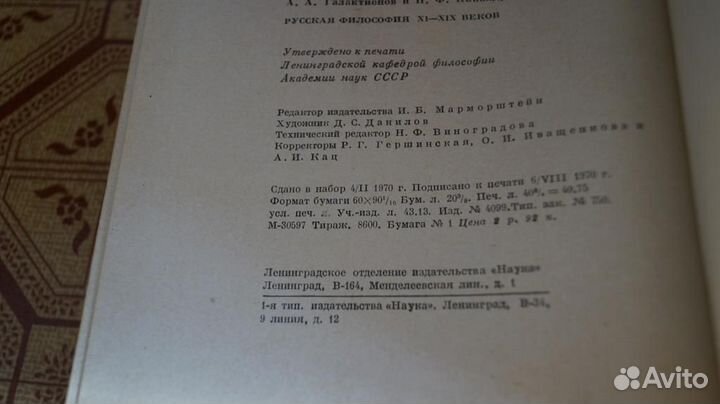 А. А. Галактионов и П. Ф.
РУССКАЯ ФИЛОСОФИЯ XI—XIX ВЕКОВ
Утверждено к печати
Ленинградской кафедрой философии
Академии наук СССР
Редактор издательства И. Б. Марморштейн
Художник Д. С. Данилов
Технический редактор Н. Ф. Виноградова
Корректоры Р. Г. Гершинская, О. И. Иващенкова и
А. И. Кац
Сдано в набор 4/II 1970 г. Подписано к печати 6/VIII 1970 г.
Формат бумаги 60×90¹/₁₆ Бум. л. 20³/₈. Печ. л. 40⁶/₈ = 40.75
усл. печ. л. Уч.-изд. л. 43.13. Изд. № 4099. Тип. зак. № 750.
М-30597 Тираж. 8600. Бумага № 1 Цена 2 р. 92 к.
Ленинградское отделение издательства «Наука»
Ленинград, В-164, Менделеевская лин., д. 1
1-я тип. издательства «Наука». Ленинград, В-34,
9 линия, д. 12
Avito